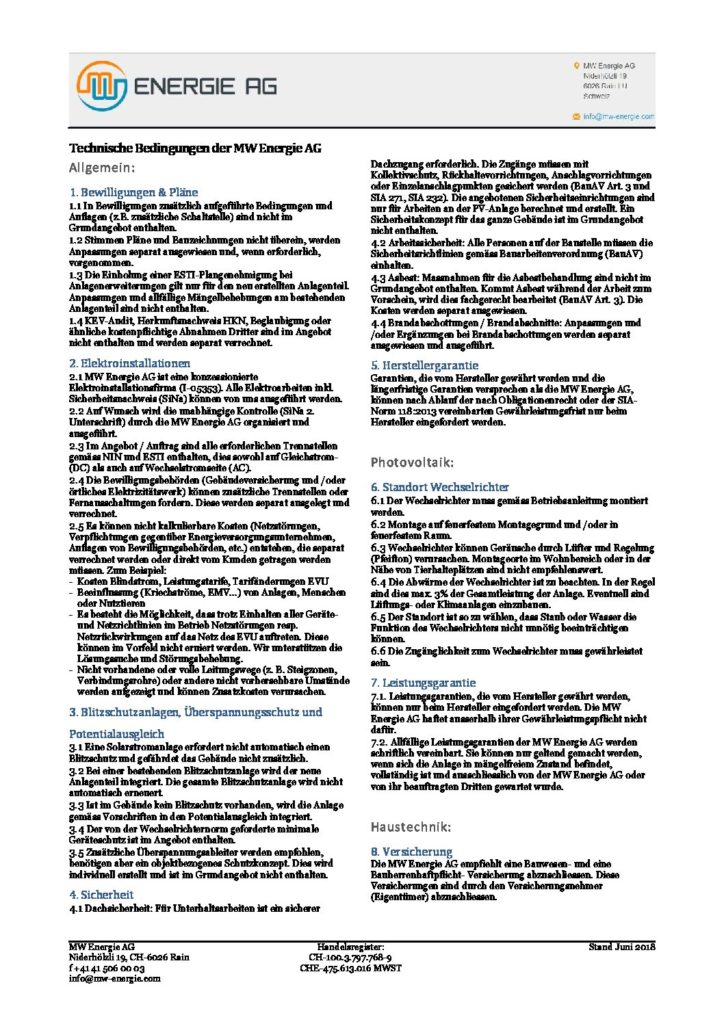 MW ENERGIE AG
MW Energie AG
Niderhölzli 19
6026 Rain LU
Schweiz
info@mw-energie.com
Technische Bedingungen der MW Energie AG
Allgemein:
1. Bewilligungen & Pläne
1.1 In Bewilligungen zusätzlich aufgeführte Bedingungen und
Auflagen (z.B. zusätzliche Schaltstelle) sind nicht im
Grundangebot enthalten.
1.2 Stimmen Pläne und Bauzeichnungen nicht überein, werden
Anpassungen separat ausgewiesen und, wenn erforderlich,
vorgenommen.
1.3 Die Einholung einer ESTI-Plangenehmigung bei
Anlagenerweiterungen gilt nur für den neu erstellten Anlagenteil.
Anpassungen und allfällige Mängelbehebungen am bestehenden
Anlagenteil sind nicht enthalten.
1.4 KEV-Audit, Herkunftsnachweis HKN, Beglaubigung oder
ähnliche kostenpflichtige Abnahmen Dritter sind im Angebot
nicht enthalten und werden separat verrechnet.
2. Elektroinstallationen
2.1 MW Energie AG ist eine konzessionierte
Elektroinstallationsfirma (I-05353). Alle Elektroarbeiten inkl.
Sicherheitsnachweis (SiNa) können von uns ausgeführt werden.
2.2 Auf Wunsch wird die unabhängige Kontrolle (SiNa 2.
Unterschrift) durch die MW Energie AG organisiert und
ausgeführt.
2.3 Im Angebot / Auftrag sind alle erforderlichen Trennstellen
gemäss NIN und ESTI enthalten, dies sowohl auf Gleichstrom-
(DC) als auch auf Wechselstromseite (AC).
2.4 Die Bewilligungsbehörden (Gebäudeversicherung und /oder
örtliches Elektrizitätswerk) können zusätzliche Trennstellen oder
Fernausschaltungen fordern. Diese werden separat ausgelegt und
verrechnet.
2.5 Es können nicht kalkulierbare Kosten (Netzstörungen,
Verpflichtungen gegenüber Energieversorgungsunternehmen,
Auflagen von Bewilligungsbehörden, etc.) entstehen, die separat
verrechnet werden oder direkt vom Kunden getragen werden
müssen. Zum Beispiel:
- Kosten Blindstrom, Leistungstarife, Tarifänderungen EVU
- Beeinflussung (Kriechströme, EMV...) von Anlagen, Menschen
oder Nutztieren
- Es besteht die Möglichkeit, dass trotz Einhalten aller Geräte-
und Netzrichtlinien im Betrieb Netzstörungen resp.
Netzrückwirkungen auf das Netz des EVU auftreten. Diese
können im Vorfeld nicht eruiert werden. Wir unterstützen die
Lösungssuche und Störungsbehebung.
- Nicht vorhandene oder volle Leitungswege (z. B. Steigzonen,
Verbindungsrohre) oder andere nicht vorhersehbare Umstände
werden aufgezeigt und können Zusatzkosten verursachen.
3. Blitzschutzanlagen, Überspannungsschutz und
Potentialausgleich
3.1 Eine Solarstromanlage erfordert nicht automatisch einen
Blitzschutz und gefährdet das Gebäude nicht zusätzlich.
3.2 Bei einer bestehenden Blitzschutzanlage wird der neue
Anlagenteil integriert. Die gesamte Blitzschutzanlage wird nicht
automatisch erneuert.
3.3 Ist im Gebäude kein Blitzschutz vorhanden, wird die Anlage
gemäss Vorschriften in den Potentialausgleich integriert.
3.4 Der von der Wechselrichternorm geforderte minimale
Geräteschutz ist im Angebot enthalten.
3.5 Zusätzliche Überspannungsableiter werden empfohlen,
benötigen aber ein objektbezogenes Schutzkonzept. Dies wird
individuell erstellt und ist im Grundangebot nicht enthalten.
4. Sicherheit
4.1 Dachsicherheit: Für Unterhaltsarbeiten ist ein sicherer
Dachzugang erforderlich. Die Zugänge müssen mit
Kollektivschutz, Rückhaltevorrichtungen, Anschlagvorrichtungen
oder Einzelanschlagpunkten gesichert werden (BauAV Art. 3 und
SIA 271, SIA 232). Die angebotenen Sicherheitseinrichtungen sind
nur für Arbeiten an der PV-Anlage berechnet und erstellt. Ein
Sicherheitskonzept für das ganze Gebäude ist im Grundangebot
nicht enthalten.
4.2 Arbeitssicherheit: Alle Personen auf der Baustelle müssen die
Sicherheitsrichtlinien gemäss Bauarbeitenverordnung (BauAV)
einhalten.
4.3 Asbest: Massnahmen für die Asbestbehandlung sind nicht im
Grundangebot enthalten. Kommt Asbest während der Arbeit zum
Vorschein, wird dies fachgerecht bearbeitet (BauAV Art. 3). Die
Kosten werden separat ausgewiesen.
4.4 Brandabschottungen / Brandabschnitte: Anpassungen und
/oder Ergänzungen bei Brandabschottungen werden separat
ausgewiesen und ausgeführt.
5. Herstellergarantie
Garantien, die vom Hersteller gewährt werden und die
längerfristige Garantien versprechen als die MW Energie AG,
können nach Ablauf der nach Obligationenrecht oder der SIA-
Norm 118:2013 vereinbarten Gewährleistungsfrist nur beim
Hersteller eingefordert werden.
Photovoltaik:
6. Standort Wechselrichter
6.1 Der Wechselrichter muss gemäss Betriebsanleitung montiert
werden.
6.2 Montage auf feuerfestem Montagegrund und /oder in
feuerfestem Raum.
6.3 Wechselrichter können Geräusche durch Lüfter und Regelung
(Pfeifton) verursachen. Montageorte im Wohnbereich oder in der
Nähe von Tierhalteplätzen sind nicht empfehlenswert.
6.4 Die Abwärme der Wechselrichter ist zu beachten. In der Regel
sind dies max. 3% der Gesamtleistung der Anlage. Eventuell sind
Lüftungs- oder Klimaanlagen einzubauen.
6.5 Der Standort ist so zu wählen, dass Staub oder Wasser die
Funktion des Wechselrichters nicht unnötig beeinträchtigen
können.
6.6 Die Zugänglichkeit zum Wechselrichter muss gewährleistet
sein.
7. Leistungsgarantie
7.1. Leistungsgarantien, die vom Hersteller gewährt werden,
können nur beim Hersteller eingefordert werden. Die MW
Energie AG haftet ausserhalb ihrer Gewährleistungspflicht nicht
dafür.
7.2. Allfällige Leistungsgarantien der MW Energie AG werden
schriftlich vereinbart. Sie können nur geltend gemacht werden,
wenn sich die Anlage in mängelfreiem Zustand befindet,
vollständig ist und ausschliesslich von der MW Energie AG oder
von ihr beauftragten Dritten gewartet wurde.
Haustechnik:
8. Versicherung
Die MW Energie AG empfiehlt eine Bauwesen- und eine
Bauherrenhaftpflicht- Versicherung abzuschliessen. Diese
Versicherungen sind durch den Versicherungsnehmer
(Eigentümer) abzuschliessen.
MW Energie AG
Niderhölzli 19, CH-6026 Rain
f +41 41 506 00 03
info@mw-energie.com
Handelsregister:
CH-100.3.797.768-9
CHE-475.613.016 MWST
Stand Juni 2018